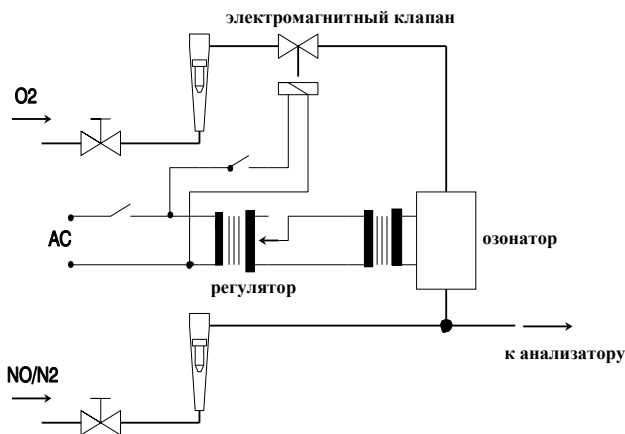 электромагнитный клапан
O2
AC
озонатор
регулятор
к анализатору
NO/N2